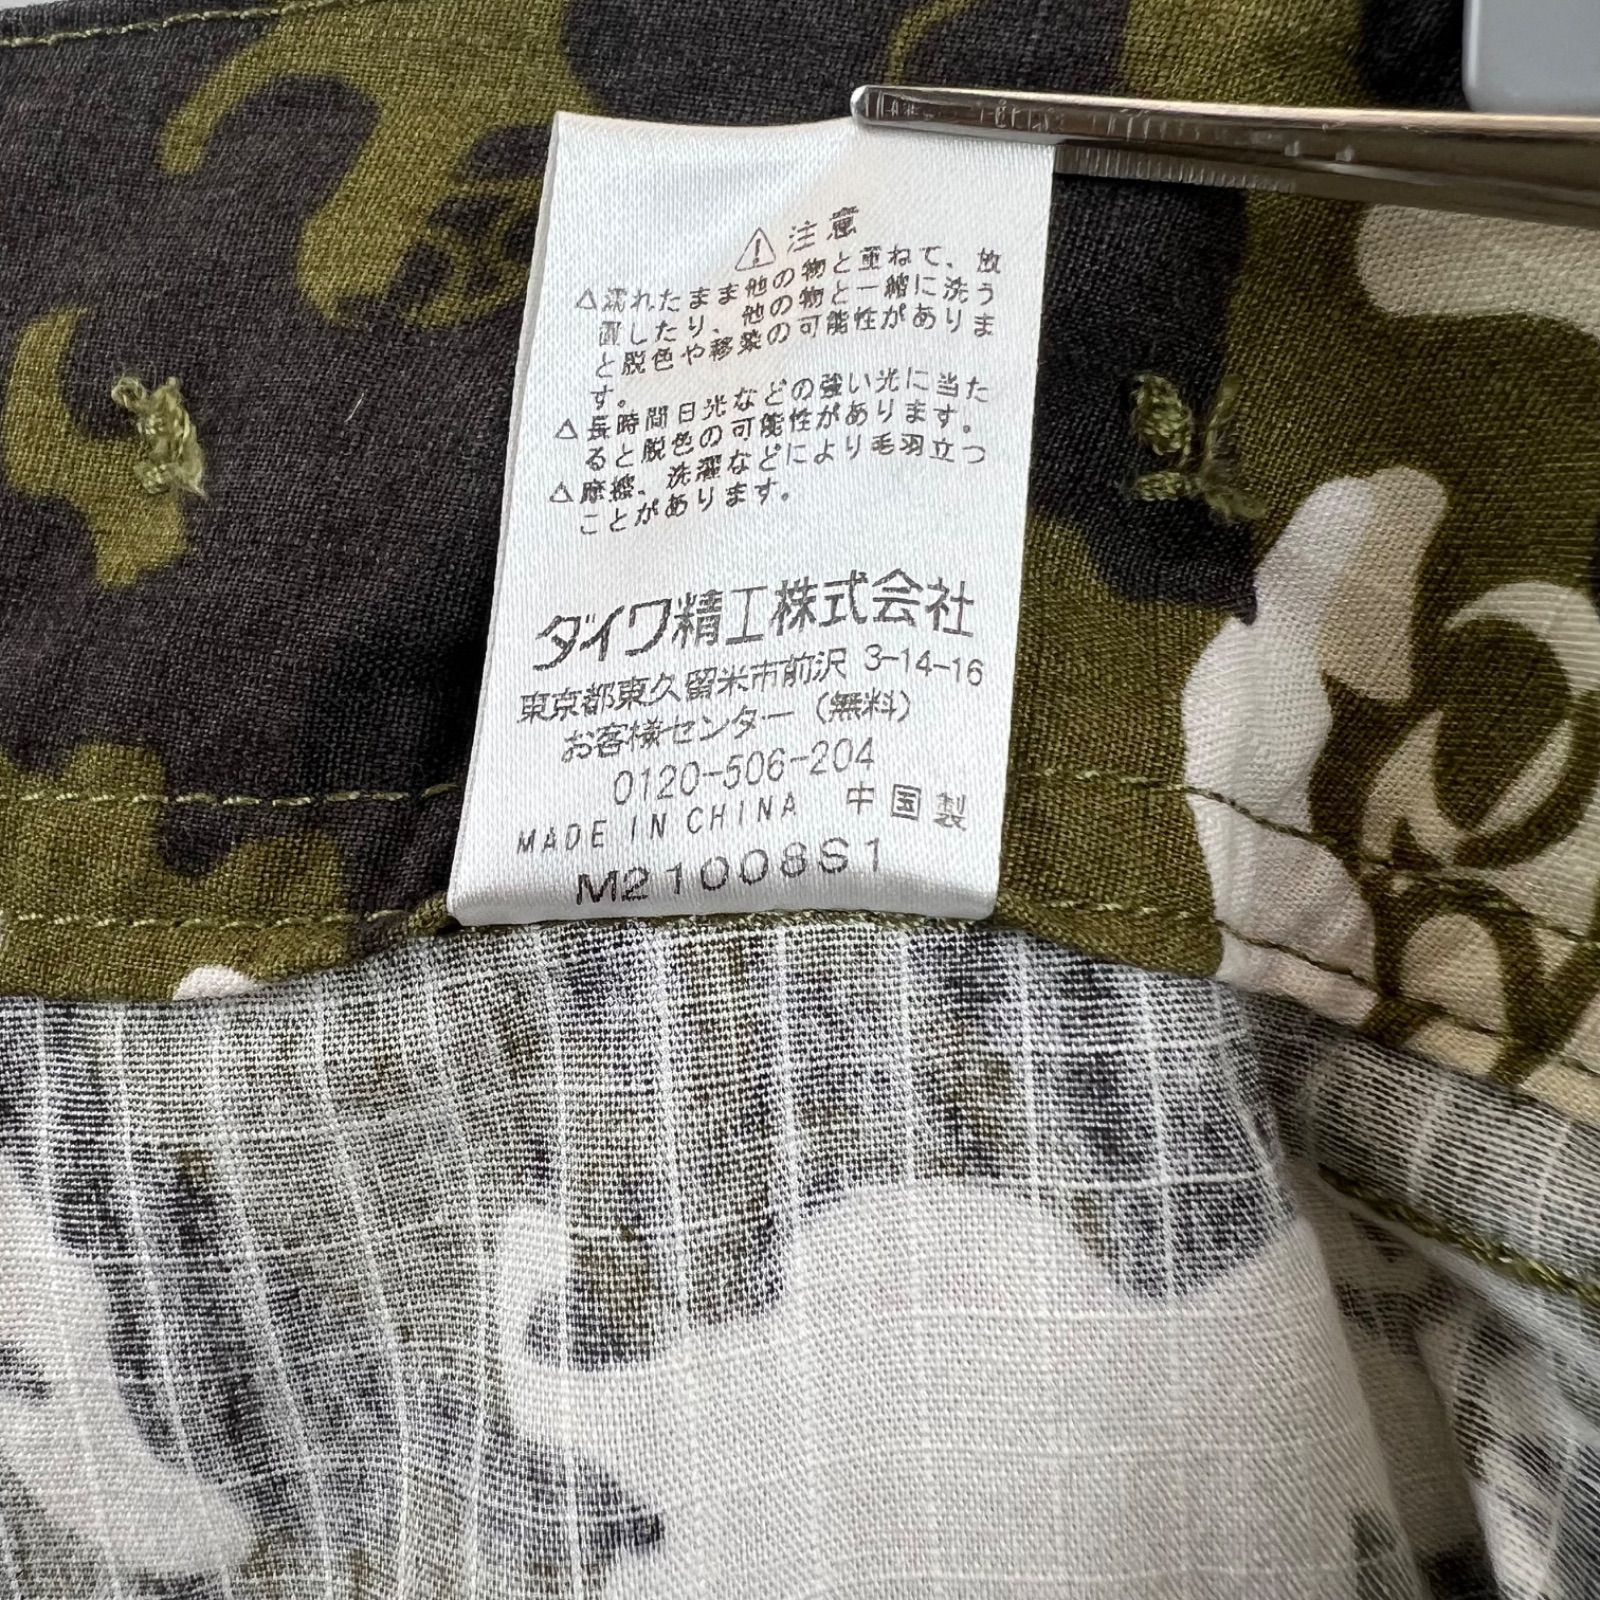 ⚠ 注意
△濡れたまま他の物と重ねて、放
置したり、他の物と一緒に洗う
と脱色や移染の可能性がありま
す。
△長時間日光などの強い光に当た
ると脱色の可能性があります。
△摩擦、洗濯などにより毛羽立つ
ことがあります。
ダイワ精工株式会社
東京都東久留米市前沢 3-14-16
お客様センター(無料)
0120-506-204
MADE IN CHINA 中国製
M21008S1